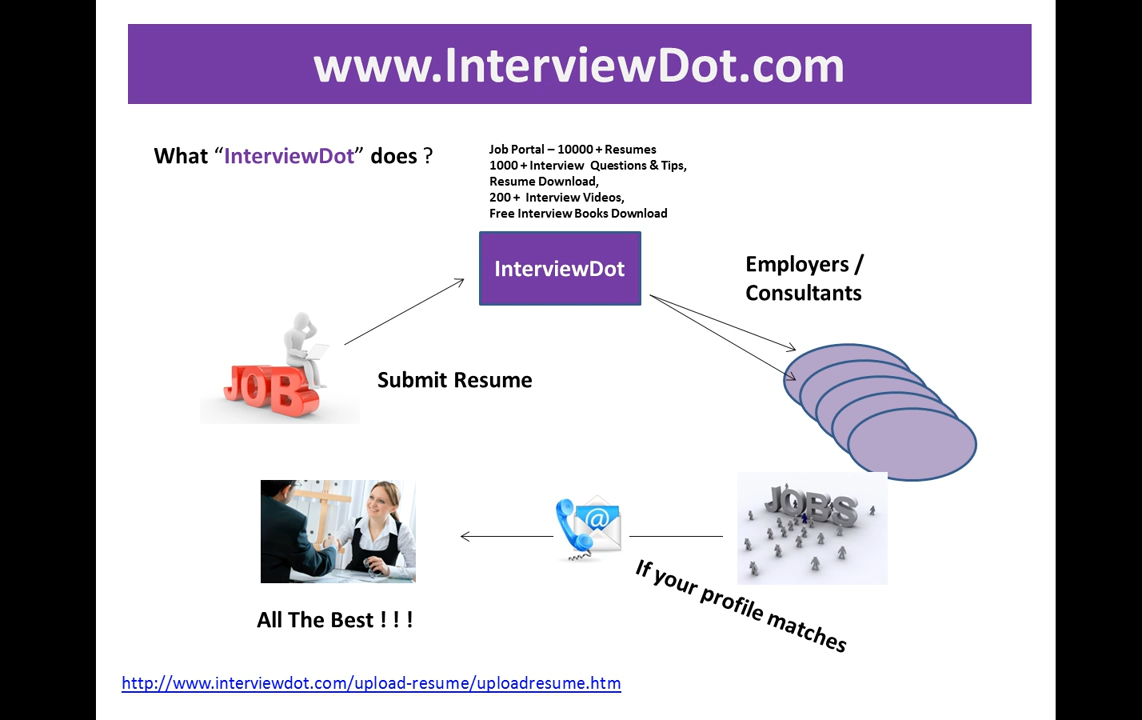 www.InterviewDot.com
What “InterviewDot” does ?
Job Portal – 10000 + Resumes
1000 + Interview Questions & Tips,
Resume Download,
200 + Interview Videos,
Free Interview Books Download
InterviewDot
Employers /
Consultants
JOB
Submit Resume
JOBS
@
If your profile matches
All The Best ! ! !
http://www.interviewdot.com/upload-resume/uploadresume.htm